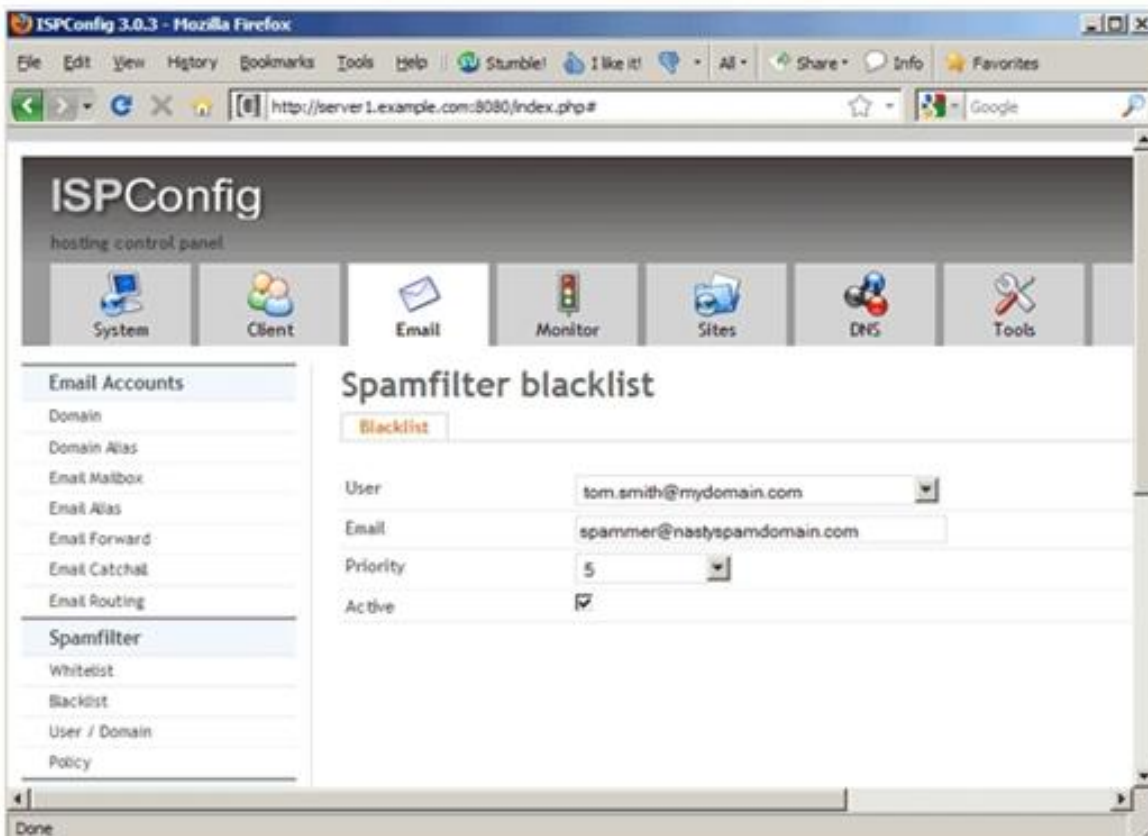 ISPConfig 3.0.3 - Mozilla Firefox
File Edit View History Bookmarks Tools Help Stumble! I like it! All Share Info Favorites
http://server1.example.com:8080/index.php# Google
ISPConfig
hosting control panel
System Client Email Monitor Sites DNS Tools
Email Accounts
Domain
Domain Alias
Email Mailbox
Email Alias
Email Forward
Email Catchall
Email Routing
Spamfilter
Whitelist
Blacklist
User / Domain
Policy
Spamfilter blacklist
Blacklist
User tom.smith@mydomain.com
Email spammer@nastyspamdomain.com
Priority 5
Active
Done